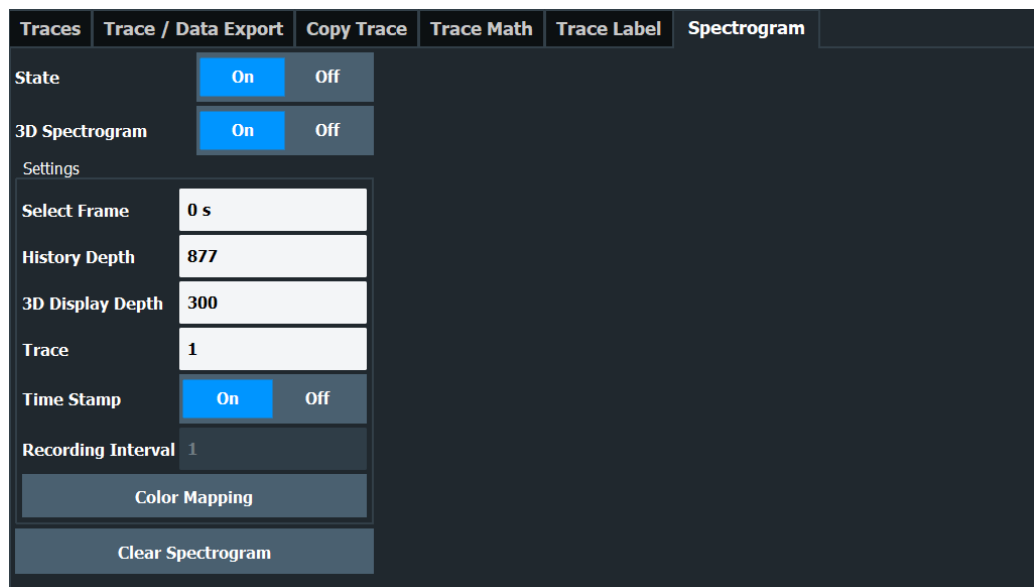 Traces Trace / Data Export Copy Trace Trace Math Trace Label Spectrogram
State On Off
3D Spectrogram On Off
Settings
Select Frame 0 s
History Depth 877
3D Display Depth 300
Trace 1
Time Stamp On Off
Recording Interval 1
Color Mapping
Clear Spectrogram